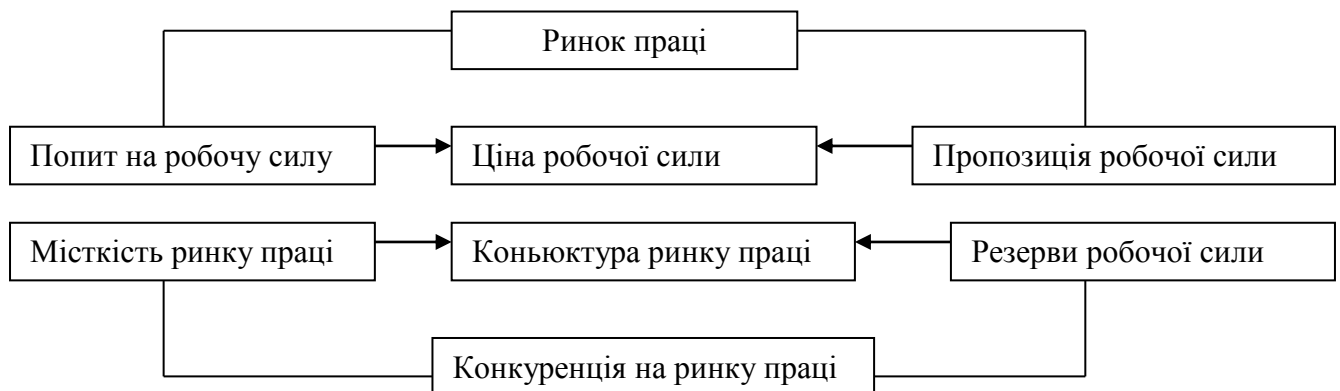 Ринок праці
Попит на робочу силу
Ціна робочої сили
Пропозиція робочої сили
Місткість ринку праці
Коньюктура ринку праці
Резерви робочої сили
Конкуренція на ринку праці